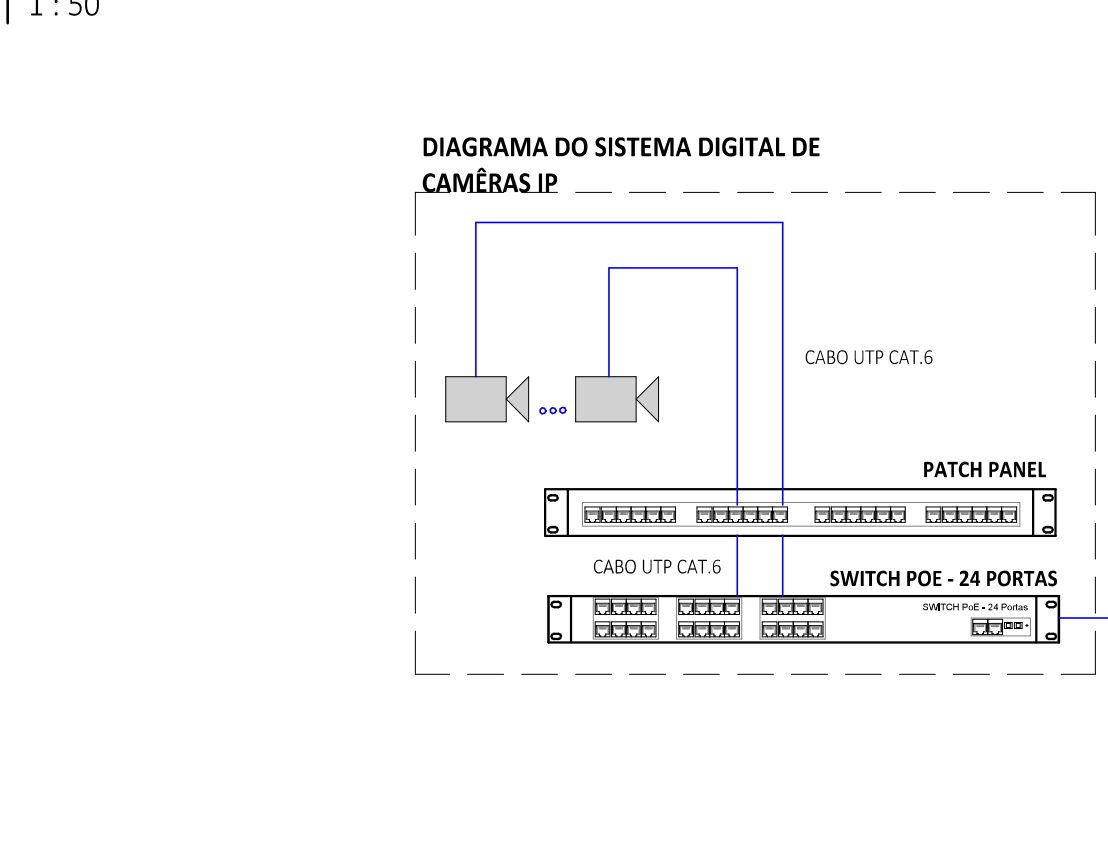 1 : 50
DIAGRAMA DO SISTEMA DIGITAL DE
CAMÊRAS IP
CABO UTP CAT.6
PATCH PANEL
CABO UTP CAT.6
SWITCH POE - 24 PORTAS
SWITCH PoE - 24 Portas